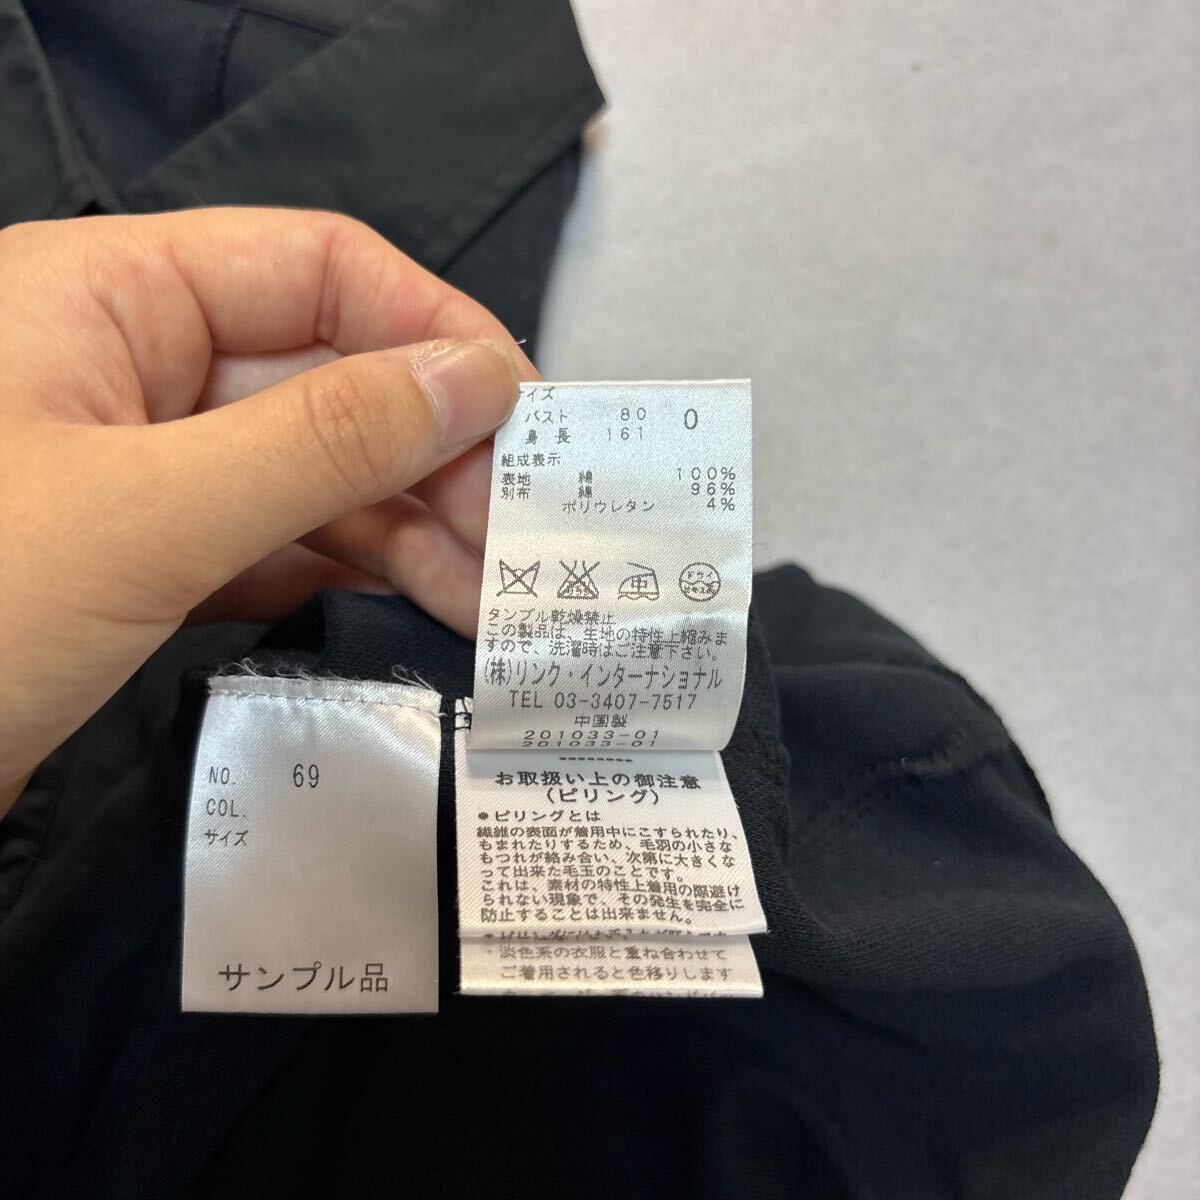 イズ
バスト 80 0
身長 161
組成表示
表地 綿 100%
別布 綿 96%
ポリウレタン 4%
中 ドライ
タンブル乾燥禁止
この製品は、生地の特性上縮みま
すので、洗濯時はご注意下さい。
(株)リンク・インターナショナル
TEL 03-3407-7517
中国製
201033-01
201033-01
お取扱い上の御注意
(ピリング)
●ピリングとは
繊維の表面が着用中にこすられたり、
もまれたりするため、毛羽の小さな
もつれが絡み合い、次第に大きくな
って出来た毛玉のことです。
これは、素材の特性上着用の際避け
られない現象で、その発生を完全に
防止することは出来ません。
・淡色系の衣服と重ね合わせて
ご着用されると色移りします
NO. 69
COL.
サイズ
サンプル品